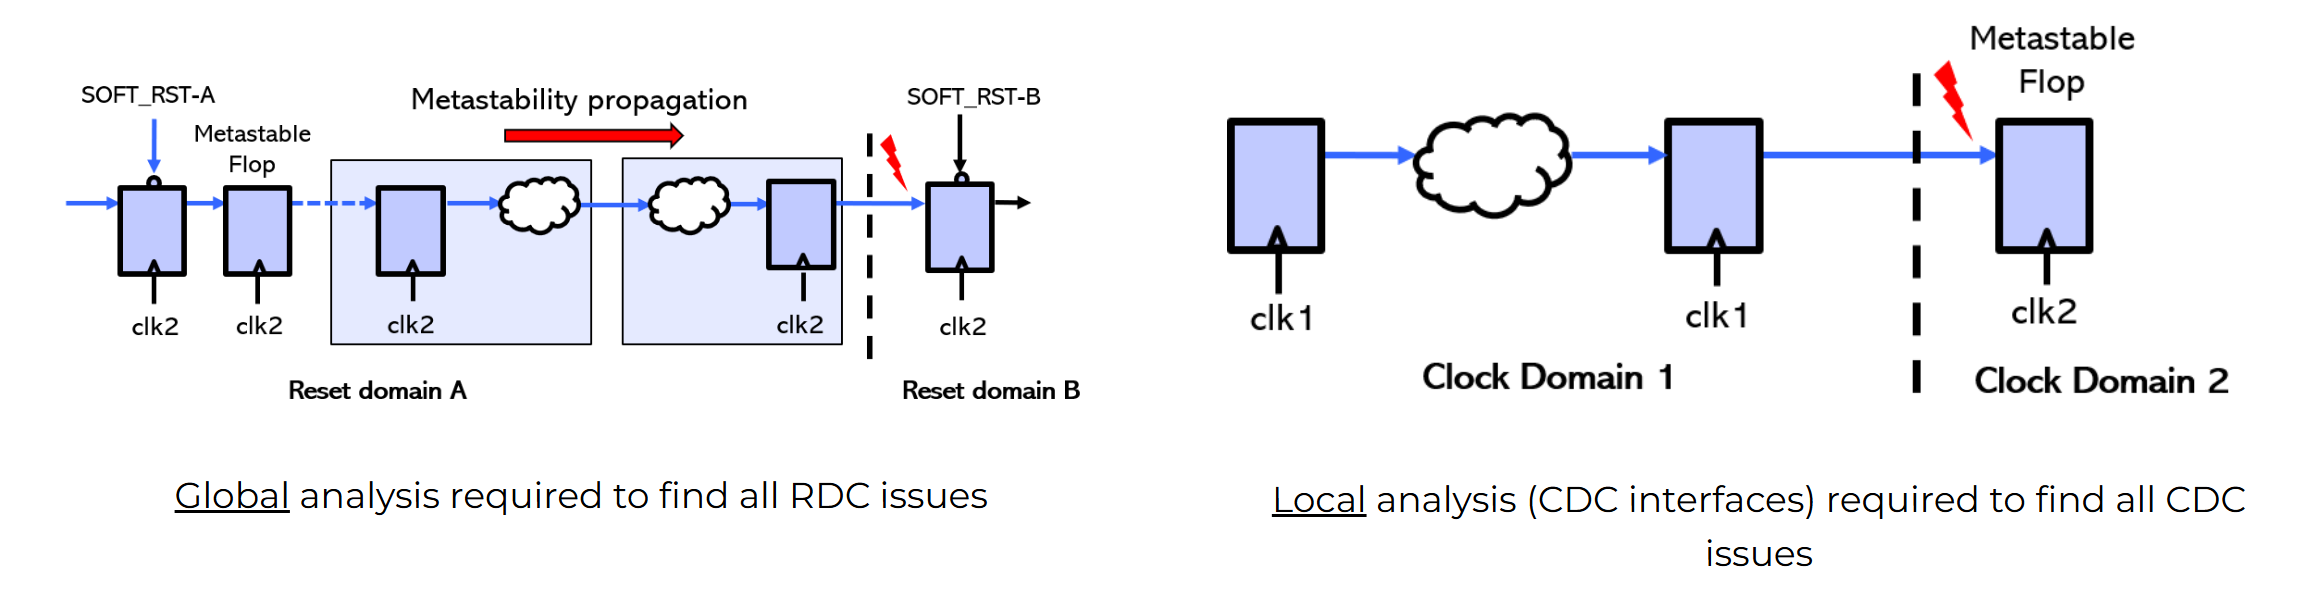 SOFT_RST-A
Metastable
Flop
Metastability propagation
SOFT_RST-B
clk2
clk2
clk2
clk2
clk2
Reset domain A
Reset domain B
Global analysis required to find all RDC issues
Metastable
Flop
clk1
clk1
clk2
Clock Domain 1
Clock Domain 2
Local analysis (CDC interfaces) required to find all CDC
issues